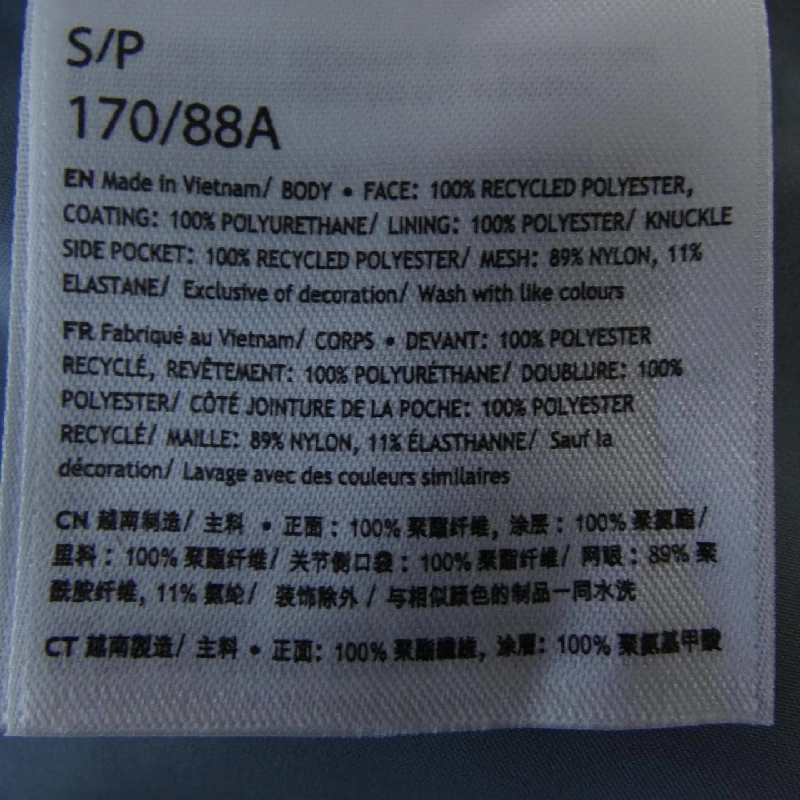 S/P
170/88A
EN Made in Vietnam/ BODY • FACE: 100% RECYCLED POLYESTER,
COATING: 100% POLYURETHANE/ LINING: 100% POLYESTER/ KNUCKLE
SIDE POCKET: 100% RECYCLED POLYESTER/ MESH: 89% NYLON, 11%
ELASTANE/ Exclusive of decoration/ Wash with like colours
FR Fabriqué au Vietnam/ CORPS • DEVANT: 100% POLYESTER
RECYCLÉ, REVÊTEMENT: 100% POLYURÉTHANE/ DOUBLURE: 100%
POLYESTER/ CÔTÉ JOINTURE DE LA POCHE: 100% POLYESTER
RECYCLÉ/ MAILLE: 89% NYLON, 11% ÉLASTHANNE/ Sauf la
décoration/ Lavage avec des couleurs similaires
CN 越南制造/ 主料 • 正面：100% 聚酯纤维, 涂层：100% 聚氨酯/
里料：100% 聚酯纤维/ 关节侧口袋：100% 聚酯纤维/ 网眼：89% 聚
酰胺纤维, 11% 氨纶/ 装饰除外 / 与相似颜色的制品一同水洗
CT 越南製造/ 主料 • 正面：100% 聚酯纖維, 涂層：100% 聚氨基甲酸